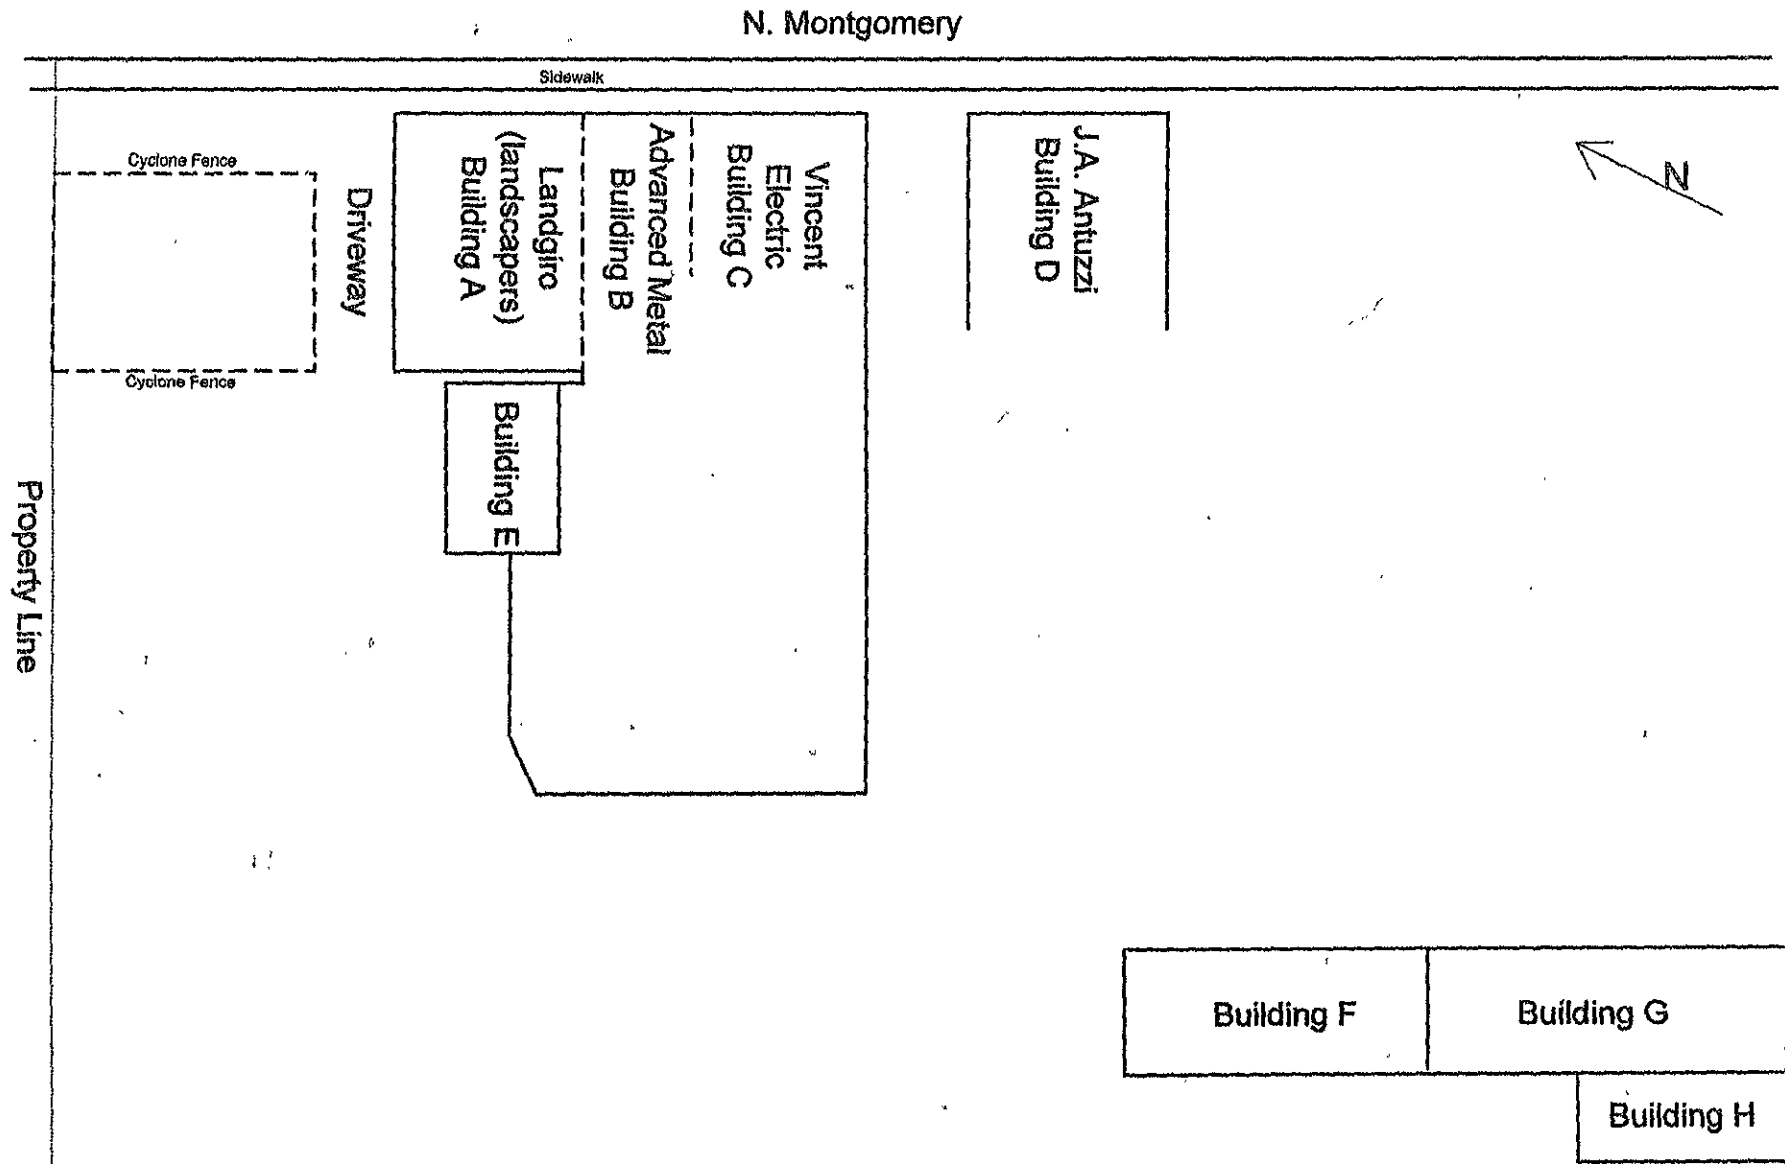 N. Montgomery
Sidewalk
Cyclone Fence
Cyclone Fence
Driveway
Landgiro
(landscapers)
Building A
Advanced Metal
Building B
Vincent
Electric
Building C
J.A. Antuzzi
Building D
N
Building E
Property Line
Building F
Building G
Building H